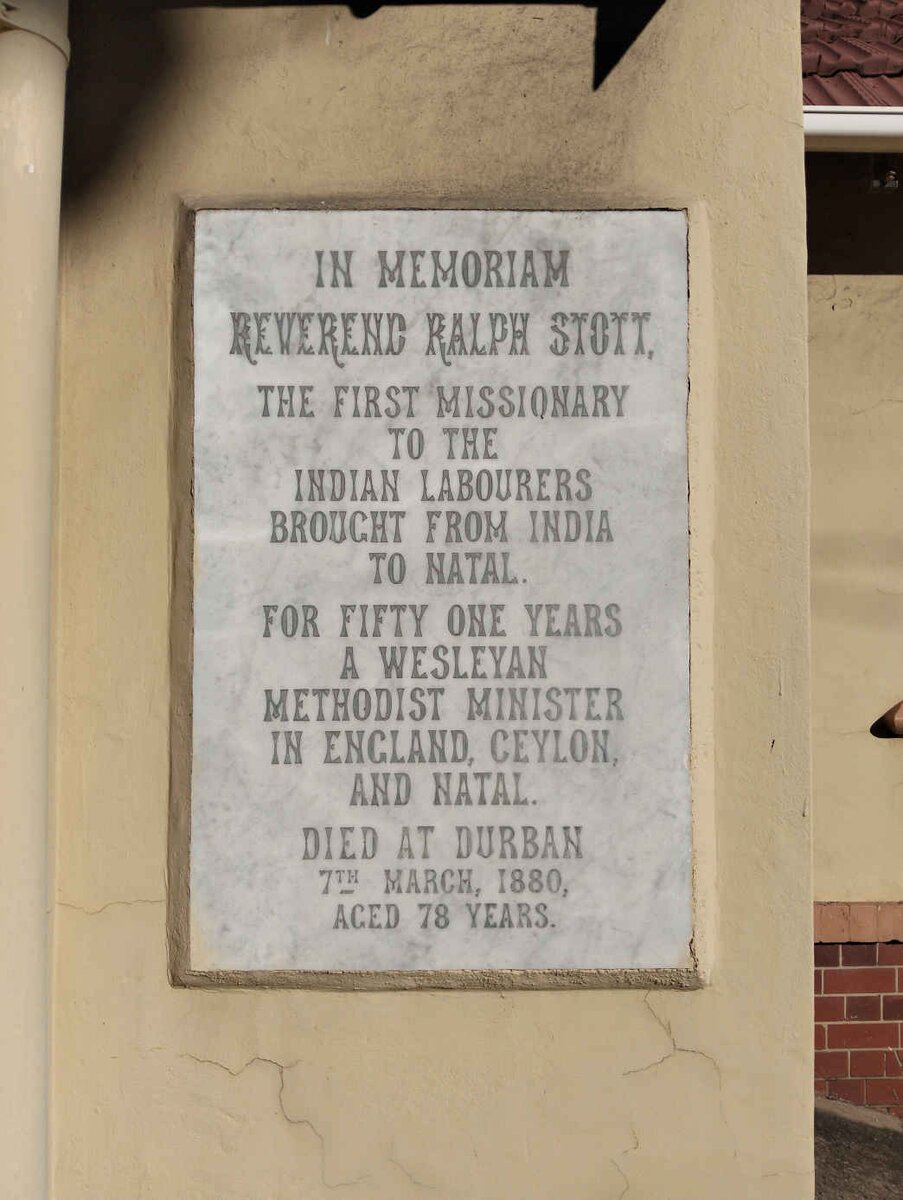 IN MEMORIAM
REVEREND RALPH STOTT,
THE FIRST MISSIONARY
TO THE
INDIAN LABOURERS
BROUGHT FROM INDIA
TO NATAL.
FOR FIFTY ONE YEARS
A WESLEYAN
METHODIST MINISTER
IN ENGLAND, CEYLON,
AND NATAL.
DIED AT DURBAN
7TH MARCH, 1880,
AGED 78 YEARS.